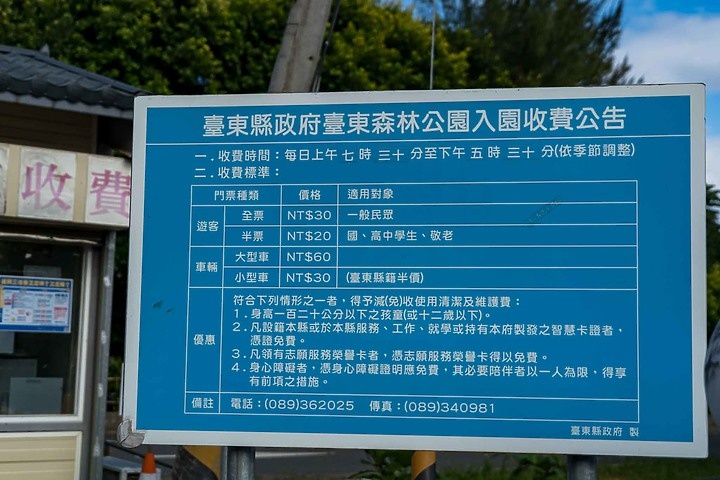 臺東縣政府臺東森林公園入園收費公告
一．收費時間：每日上午 七 時 三十 分至下午 五 時 三十 分(依季節調整)
二．收費標準：
門票種類 價格 適用對象
遊客 全票 NT$30 一般民眾
半票 NT$20 國、高中學生、敬老
車輛 大型車 NT$60
小型車 NT$30 (臺東縣籍半價)
優惠 符合下列情形之一者，得予減(免)收使用清潔及維護費：
1．身高一百二十公分以下之孩童(或十二歲以下)。
2．凡設籍本縣或於本縣服務、工作、就學或持有本府製發之智慧卡證者，
憑證免費。
3．凡領有志願服務榮譽卡者，憑志願服務榮譽卡得以免費。
4．身心障礙者，憑身心障礙證明應免費，其必要陪伴者以一人為限，得享
有前項之措施。
備註 電話：(089)362025 傳真：(089)340981
臺東縣政府 製
收費